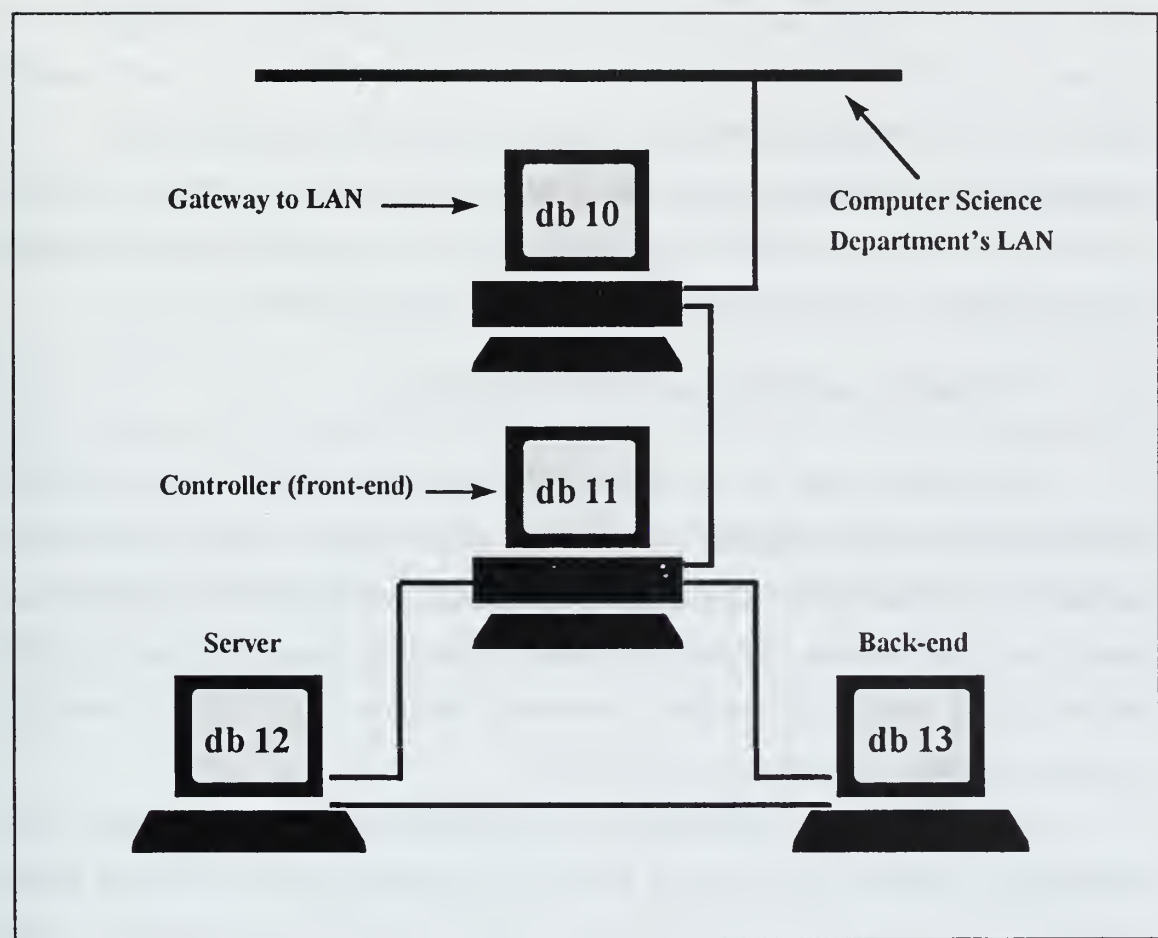 Gateway to LAN
db 10
Computer Science
Department's LAN
Controller (front-end)
db 11
Server
Back-end
db 12
db 13